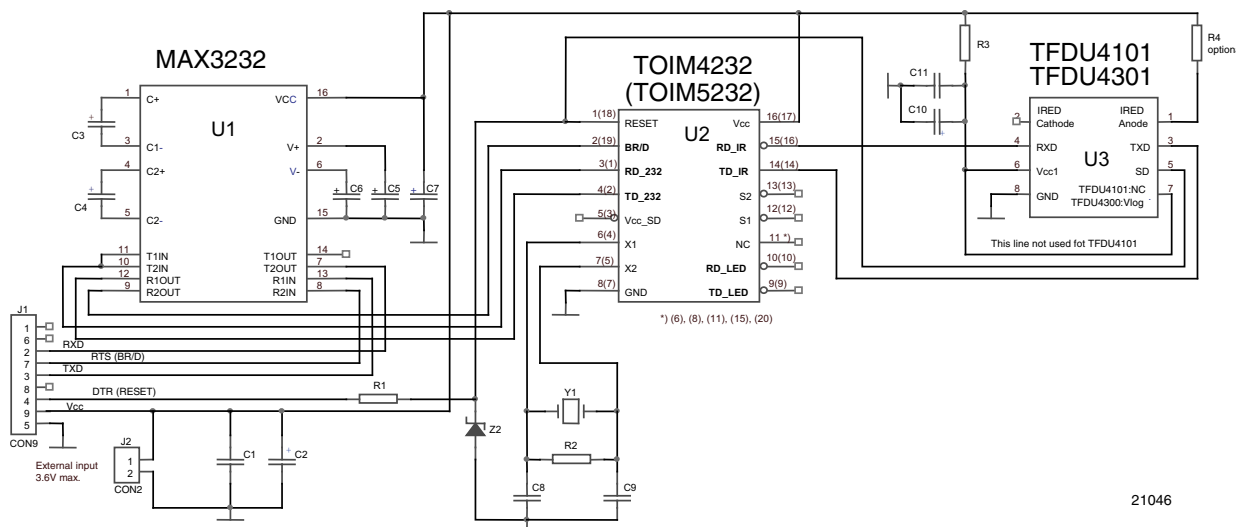 MAX3232
U1
1 C+ VCC 16
C3
3 C1- V+ 2
4 C2+ V- 6
C4
5 C2- GND 15
+ C6 + C5 + C7
11 T1IN T1OUT 14
10 T2IN T2OUT 7
12 R1OUT R1IN 13
9 R2OUT R2IN 8
TOIM4232
(TOIM5232)
U2
1(18) RESET Vcc 16(17)
2(19) BR/D RD_IR 15(16)
3(1) RD_232 TD_IR 14(14)
4(2) TD_232 S2 13(13)
5(3) Vcc_SD S1 12(12)
6(4) X1 NC 11 *)
7(5) X2 RD_LED 10(10)
8(7) GND TD_LED 9(9)
*) (6), (8), (11), (15), (20)
R3
R4
option
C11
C10
+
TFDU4101
TFDU4301
U3
2 IRED Cathode IRED Anode 1
4 RXD TXD 3
6 Vcc1 SD 5
8 GND TFDU4101:NC 7
TFDU4300:Vlog
This line not used fot TFDU4101
J1
1
6
2 RXD
7 RTS (BR/D)
3 TXD
8
4 DTR (RESET)
9 Vcc
5
CON9
R1
Z2
External input
3.6V max.
J2
1
2
CON2
C1
+ C2
Y1
R2
C8
C9
21046